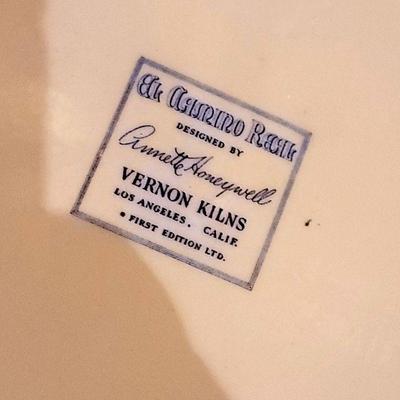 El Camino Real
DESIGNED BY
Annette Honeywell
VERNON KILNS
LOS ANGELES. CALIF.
• FIRST EDITION LTD.